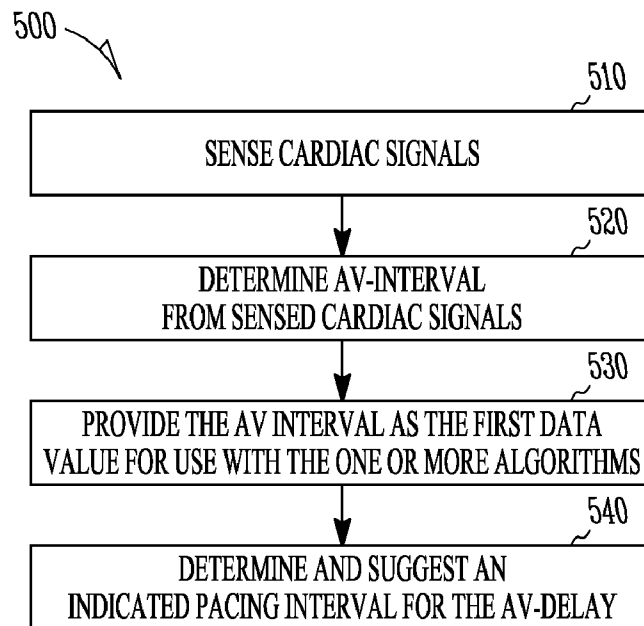 500
510
SENSE CARDIAC SIGNALS
520
DETERMINE AV-INTERVAL
FROM SENSED CARDIAC SIGNALS
530
PROVIDE THE AV INTERVAL AS THE FIRST DATA
VALUE FOR USE WITH THE ONE OR MORE ALGORITHMS
540
DETERMINE AND SUGGEST AN
INDICATED PACING INTERVAL FOR THE AV-DELAY